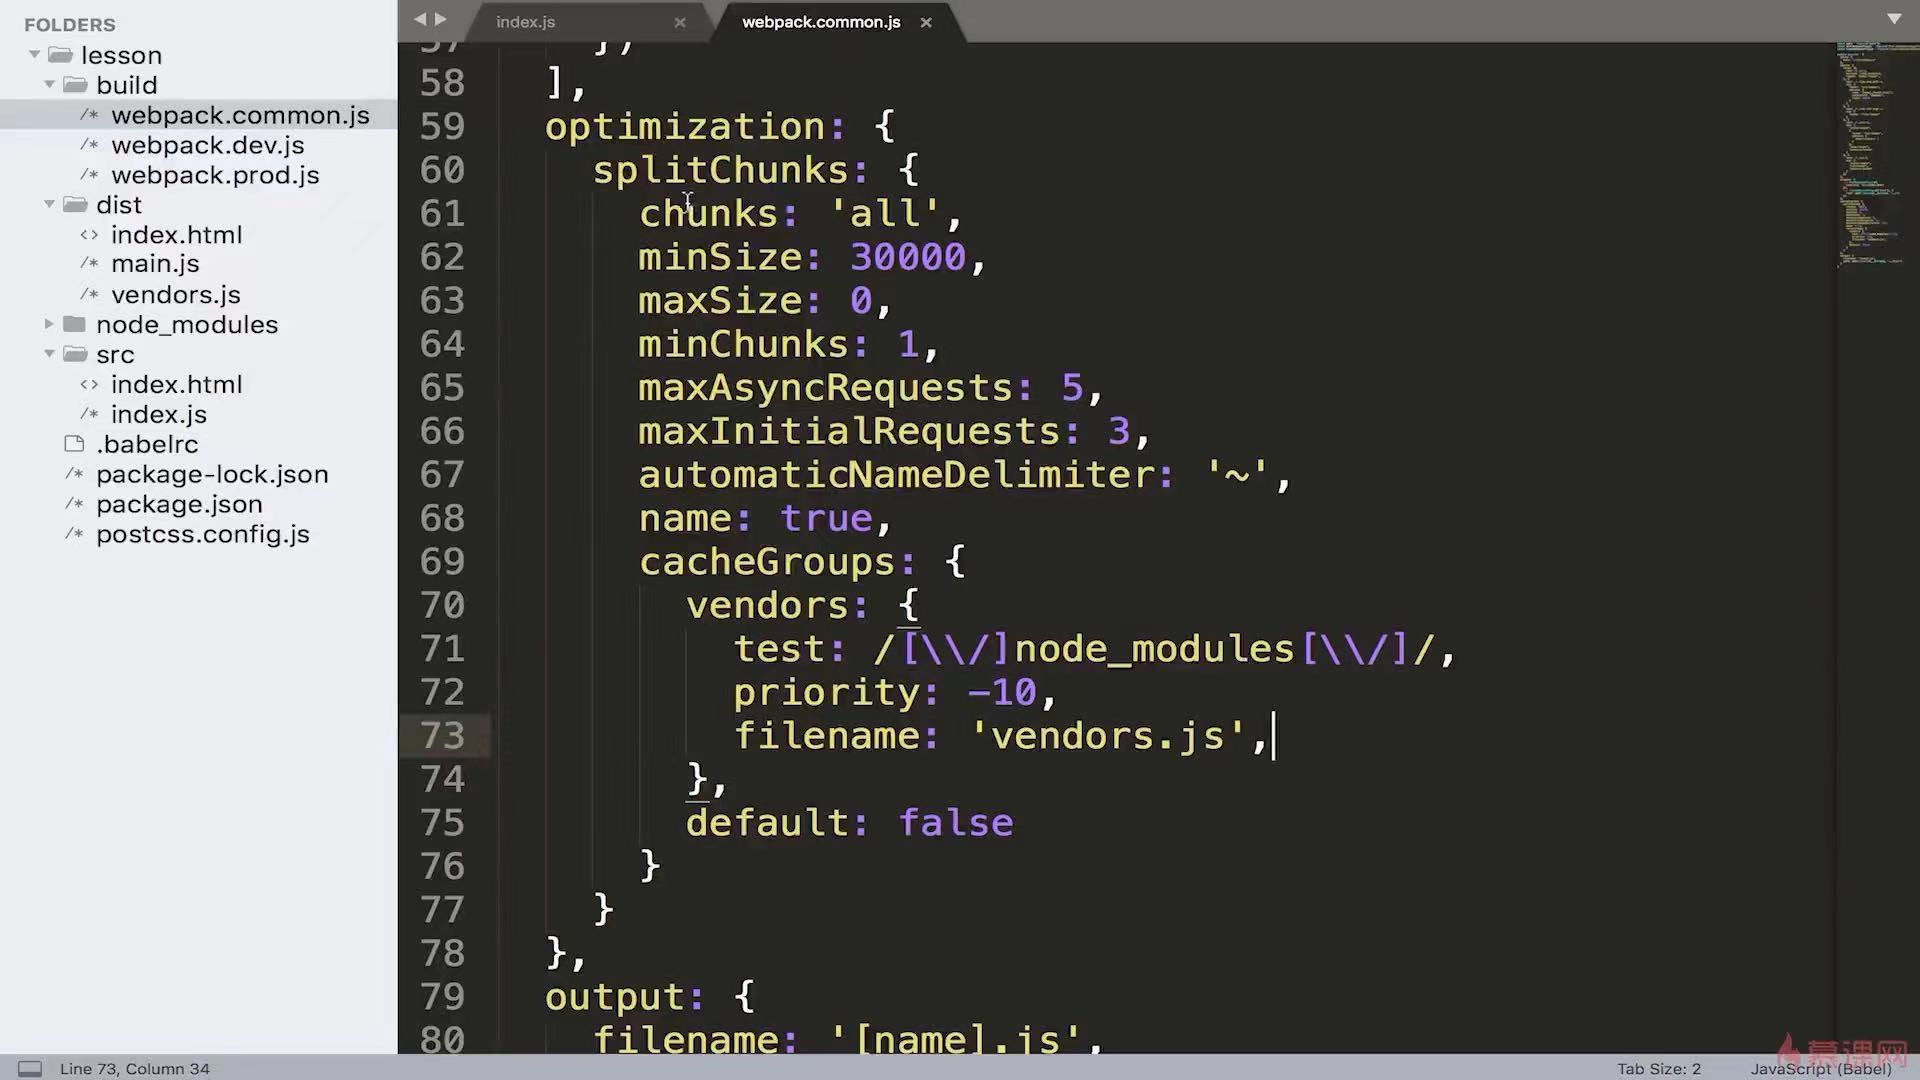 FOLDERS
lesson
build
/* webpack.common.js
/* webpack.dev.js
/* webpack.prod.js
dist
<> index.html
/* main.js
/* vendors.js
node_modules
src
<> index.html
/* index.js
.babelrc
/* package-lock.json
/* package.json
/* postcss.config.js
index.js ×
webpack.common.js ×
57 })
58 ],
59 optimization: {
60 splitChunks: {
61 chunks: 'all',
62 minSize: 30000,
63 maxSize: 0,
64 minChunks: 1,
65 maxAsyncRequests: 5,
66 maxInitialRequests: 3,
67 automaticNameDelimiter: '~',
68 name: true,
69 cacheGroups: {
70 vendors: {
71 test: /[\\/]node_modules[\\/]/,
72 priority: -10,
73 filename: 'vendors.js',
74 },
75 default: false
76 }
77 }
78 },
79 output: {
80 filename: '[name].js',
Line 73, Column 34
Tab Size: 2
JavaScript (Babel)
慕课网